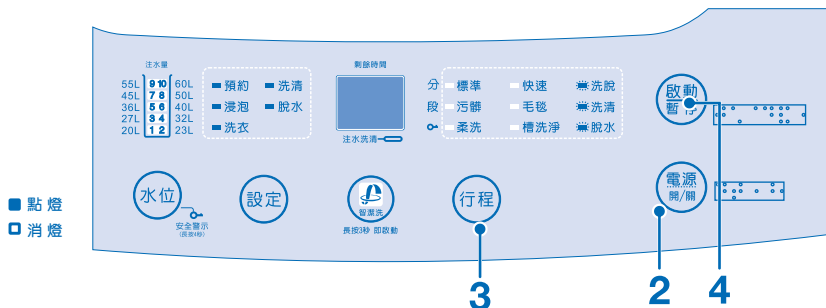 注水量
55L 9 10 60L
45L 7 8 50L
36L 5 6 40L
27L 3 4 32L
20L 1 2 23L
預約 洗清
浸泡 脫水
洗衣
剩餘時間
注水洗清
分 標準 快速 洗脫
段 污髒 毛毯 洗清
柔洗 槽洗淨 脫水
啟動
暫停
水位
安全警示
(長按4秒)
設定
智潔洗
長按3秒 即啟動
行程
電源
開/關
點燈
消燈
3
2
4